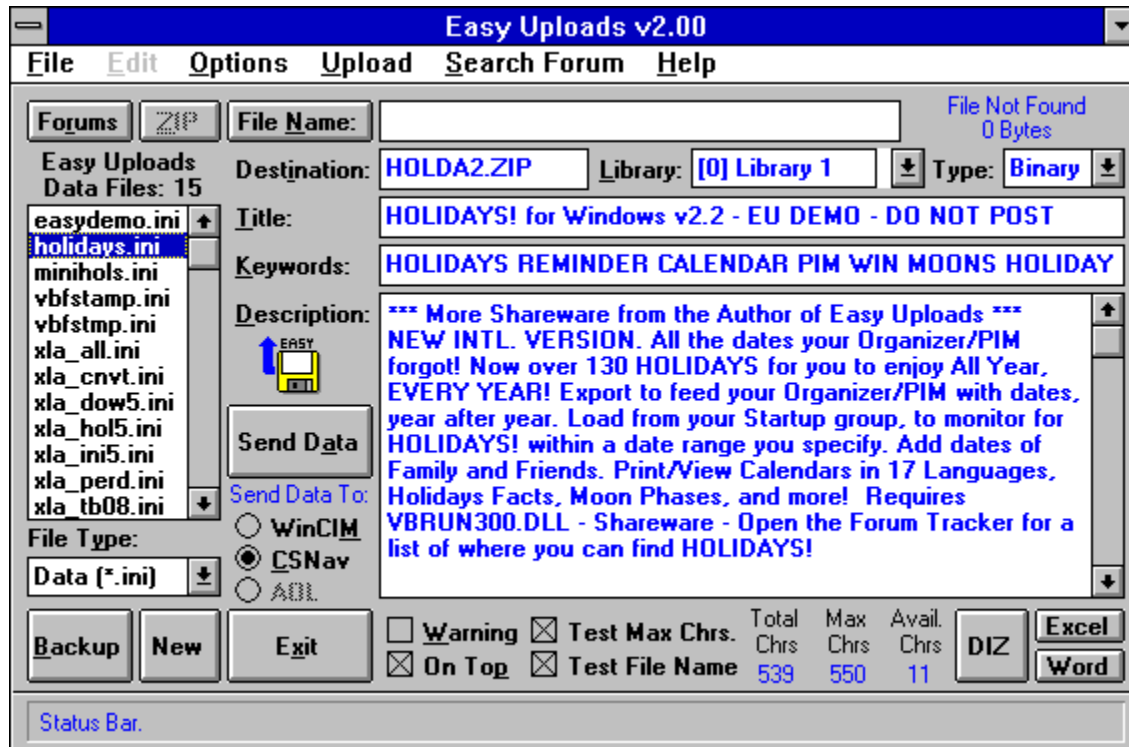 Easy Uploads v2.00
File Edit Options Upload Search Forum Help
Forums ZIP File Name: File Not Found
0 Bytes
Easy Uploads
Data Files: 15
Destination: HOLDA2.ZIP Library: [0] Library 1 Type: Binary
Title: HOLIDAYS! for Windows v2.2 - EU DEMO - DO NOT POST
Keywords: HOLIDAYS REMINDER CALENDAR PIM WIN MOONS HOLIDAY
easydemo.ini
holidays.ini
minihols.ini
vbfstamp.ini
vbfstmp.ini
xla_all.ini
xla_cnvt.ini
xla_dow5.ini
xla_hol5.ini
xla_ini5.ini
xla_perd.ini
xla_tb08.ini
File Type:
Data (*.ini)
Description:
EASY
*** More Shareware from the Author of Easy Uploads ***
NEW INTL. VERSION. All the dates your Organizer/PIM
forgot! Now over 130 HOLIDAYS for you to enjoy All Year,
EVERY YEAR! Export to feed your Organizer/PIM with dates,
year after year. Load from your Startup group, to monitor for
HOLIDAYS! within a date range you specify. Add dates of
Family and Friends. Print/View Calendars in 17 Languages,
Holidays Facts, Moon Phases, and more! Requires
VBRUN300.DLL - Shareware - Open the Forum Tracker for a
list of where you can find HOLIDAYS!
Send Data
Send Data To:
WinCIM
CSNav
AOL
Backup New Exit
Warning Test Max Chrs.
On Top Test File Name
Total Chrs 539
Max Chrs 550
Avail. Chrs 11
DIZ Excel
Word
Status Bar.